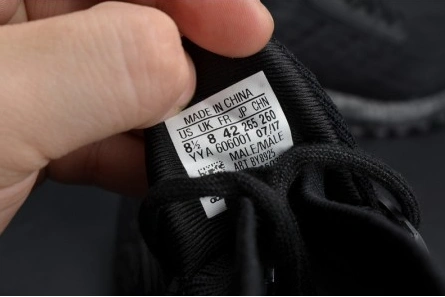 MADE IN CHINA
US UK FR JP CHN
8½ 8 42 265 260
YYA 606001 07/17
MALE/MALE
ART BY8925